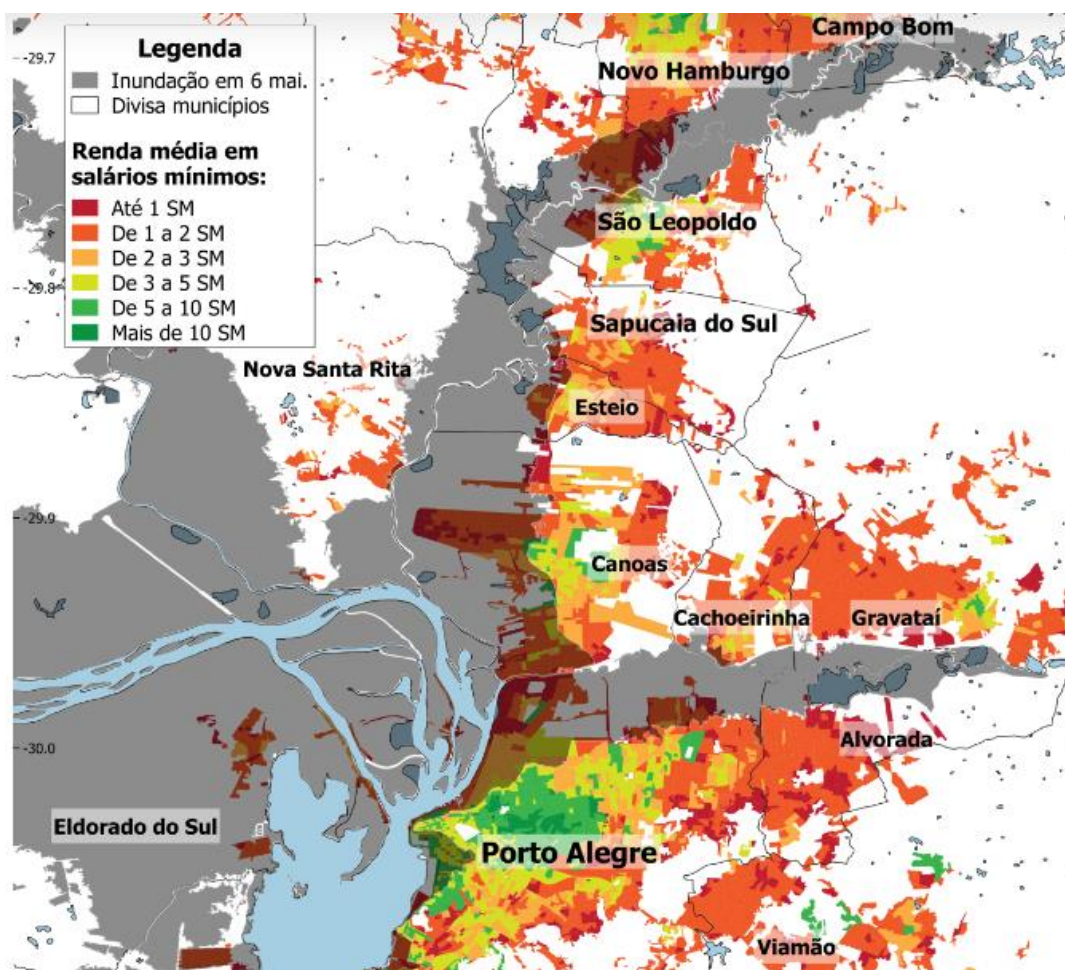 Legenda
Inundação em 6 mai.
Divisa municípios
Renda média em
salários mínimos:
Até 1 SM
De 1 a 2 SM
De 2 a 3 SM
De 3 a 5 SM
De 5 a 10 SM
Mais de 10 SM
Campo Bom
-29.7
Novo Hamburgo
São Leopoldo
-29.8
Sapucaia do Sul
Nova Santa Rita
Esteio
-29.9
Canoas
Cachoeirinha
Gravataí
Alvorada
-30.0
Eldorado do Sul
Porto Alegre
Viamão